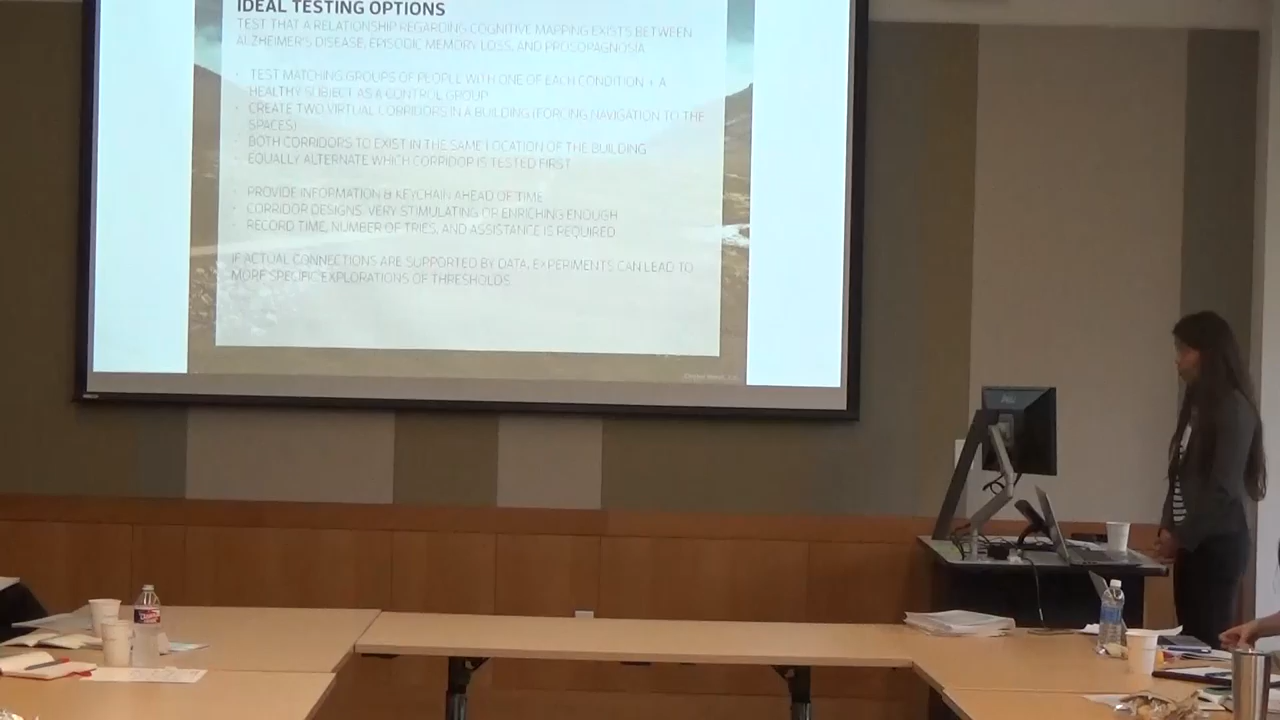 IDEAL TESTING OPTIONS
TEST THAT A RELATIONSHIP REGARDING COGNITIVE MAPPING EXISTS BETWEEN
ALZHEIMER'S DISEASE, EPISODIC MEMORY LOSS, AND PROSOPAGNOSIA
· TEST MATCHING GROUPS OF PEOPLE WITH ONE OF EACH CONDITION + A
HEALTHY SUBJECT AS A CONTROL GROUP
· CREATE TWO VIRTUAL CORRIDORS IN A BUILDING (FORCING NAVIGATION TO THE
SPACES)
· BOTH CORRIDORS TO EXIST IN THE SAME LOCATION OF THE BUILDING
· EQUALLY ALTERNATE WHICH CORRIDOR IS TESTED FIRST
· PROVIDE INFORMATION & KEYCHAIN AHEAD OF TIME
· CORRIDOR DESIGNS: VERY STIMULATING OR ENRICHING ENOUGH
· RECORD TIME, NUMBER OF TRIES, AND ASSISTANCE IS REQUIRED
IF ACTUAL CONNECTIONS ARE SUPPORTED BY DATA, EXPERIMENTS CAN LEAD TO
MORE SPECIFIC EXPLORATIONS OF THRESHOLDS